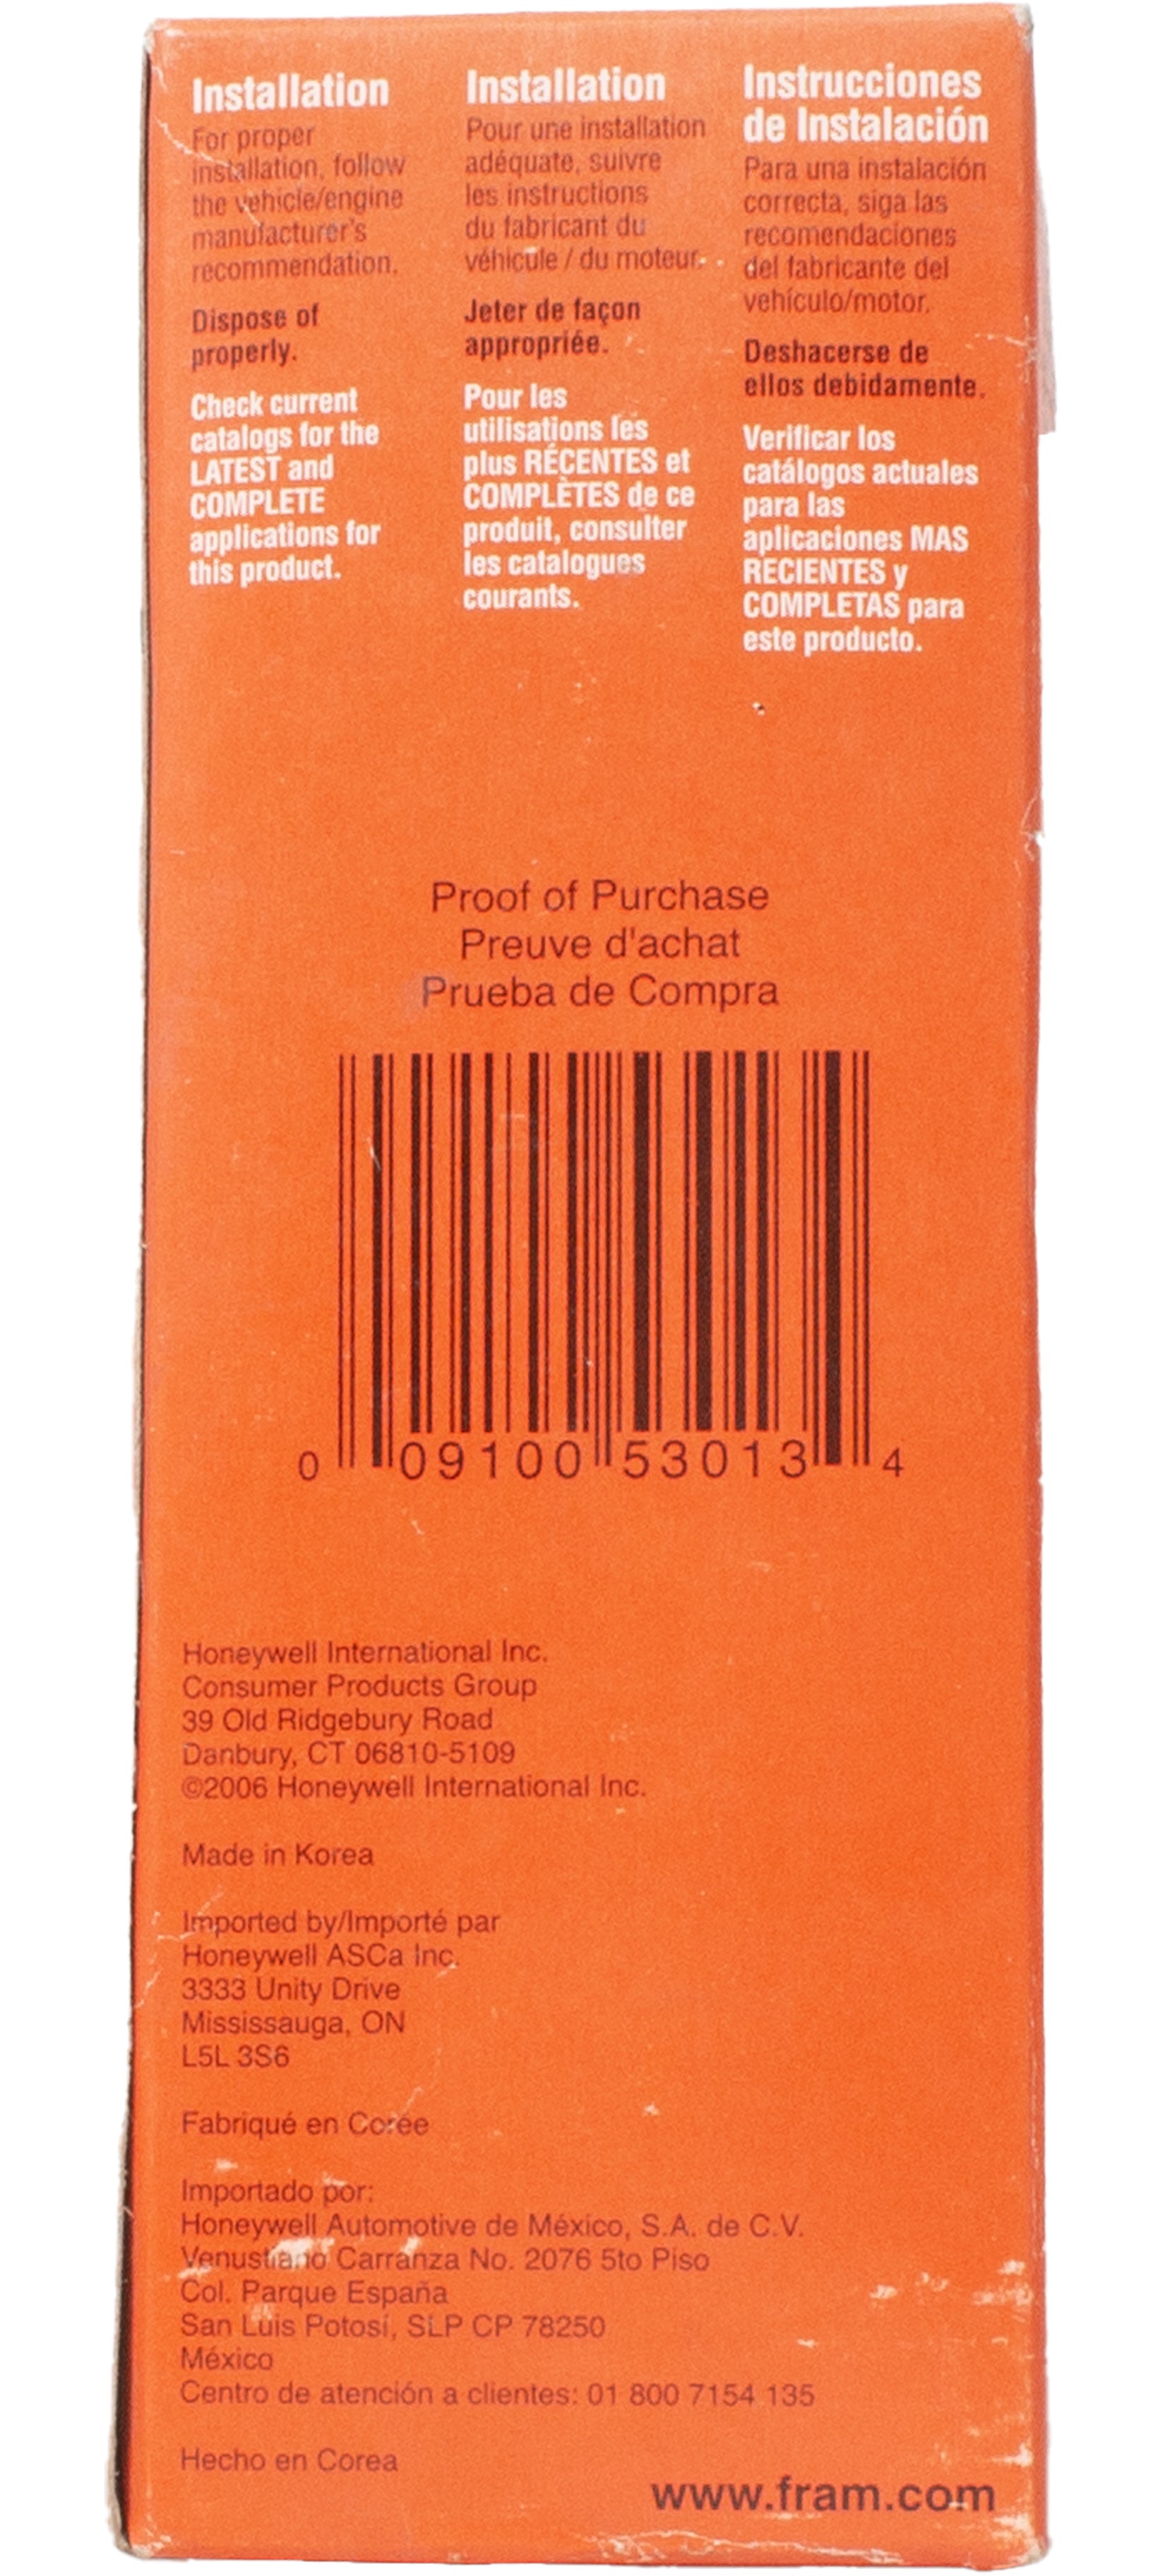 Installation
For proper
installation, follow
the vehicle/engine
manufacturer's
recommendation.
Dispose of
properly.
Check current
catalogs for the
LATEST and
COMPLETE
applications for
this product.
Installation
Pour une installation
adéquate, suivre
les instructions
du fabricant du
véhicule / du moteur.
Jeter de façon
appropriée.
Pour les
utilisations les
plus RÉCENTES et
COMPLÈTES de ce
produit, consulter
les catalogues
courants.
Instrucciones
de Instalación
Para una instalación
correcta, siga las
recomendaciones
del fabricante del
vehículo/motor.
Deshacerse de
ellos debidamente.
Verificar los
catálogos actuales
para las
aplicaciones MAS
RECIENTES y
COMPLETAS para
este producto.
Proof of Purchase
Preuve d'achat
Prueba de Compra
0 09100 53013 4
Honeywell International Inc.
Consumer Products Group
39 Old Ridgebury Road
Danbury, CT 06810-5109
©2006 Honeywell International Inc.
Made in Korea
Imported by/Importé par
Honeywell ASCa Inc.
3333 Unity Drive
Mississauga, ON
L5L 3S6
Fabriqué en Corée
Importado por:
Honeywell Automotive de México, S.A. de C.V.
Venustiano Carranza No. 2076 5to Piso
Col. Parque España
San Luis Potosí, SLP CP 78250
México
Centro de atención a clientes: 01 800 7154 135
Hecho en Corea
www.fram.com